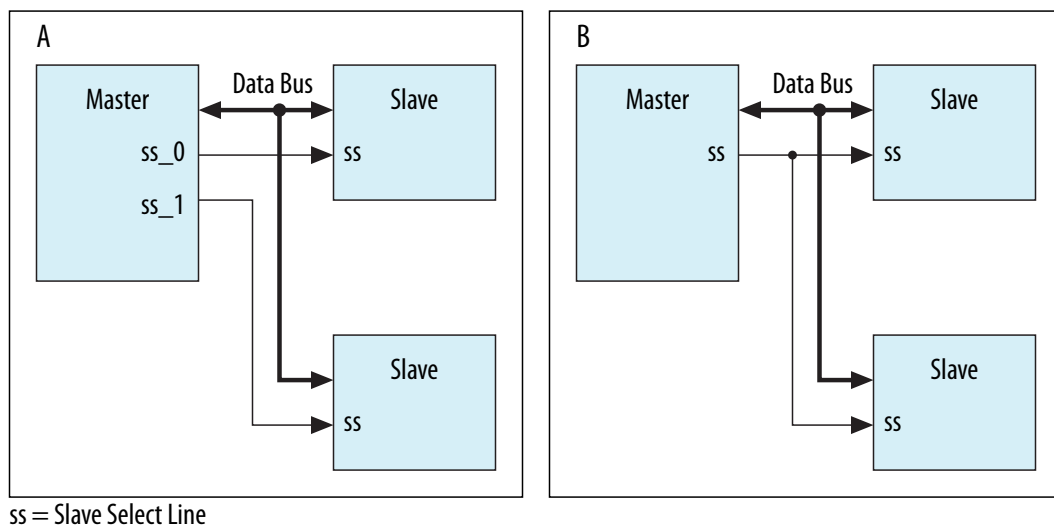 A
Data Bus
Master
Slave
ss_0
ss
ss_1
Slave
ss
B
Data Bus
Master
Slave
ss
ss
Slave
ss
ss = Slave Select Line